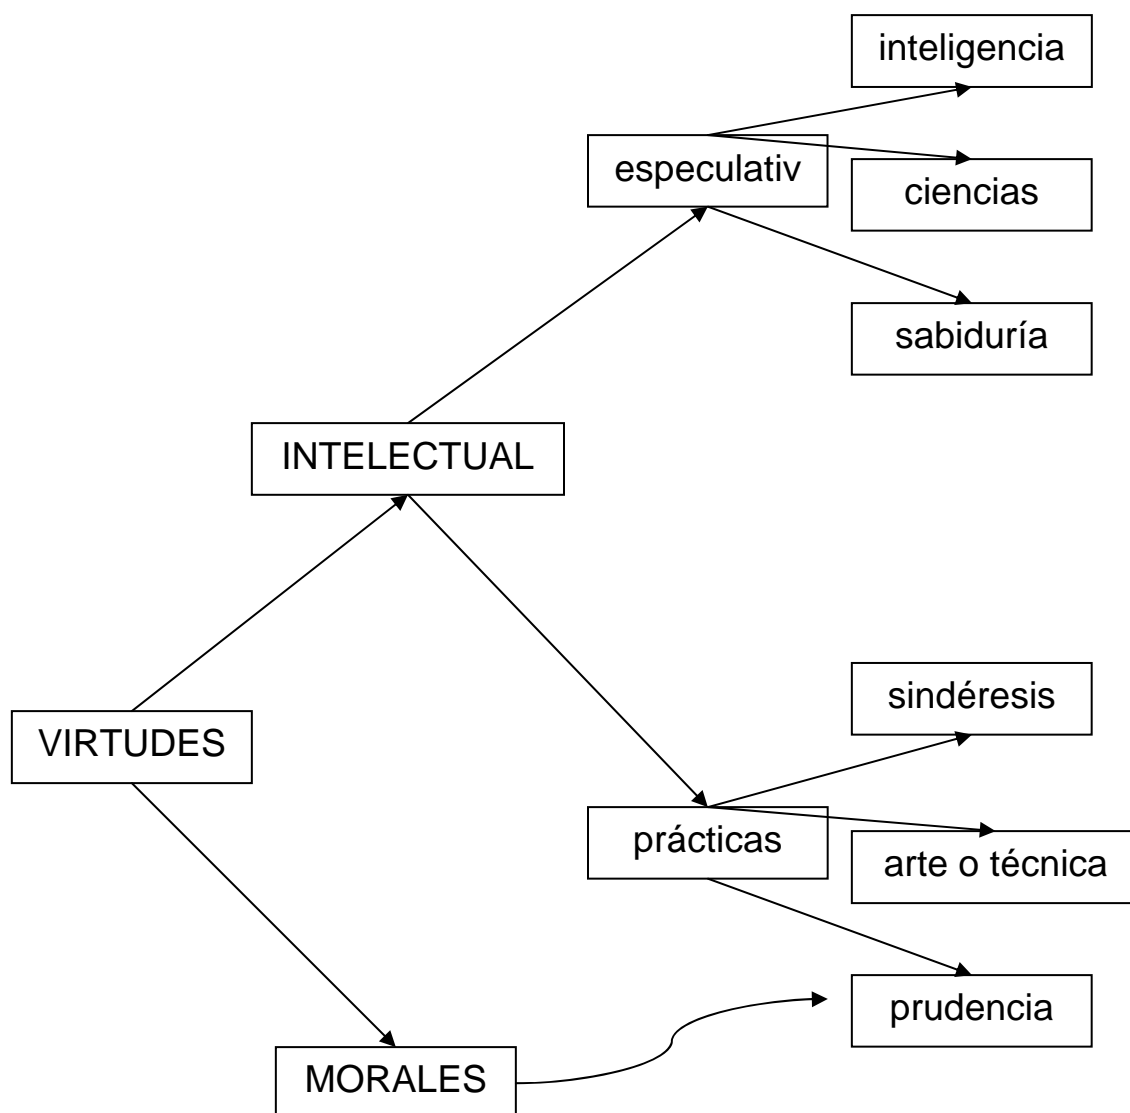 inteligencia
especulativ
ciencias
sabiduría
INTELECTUAL
sindéresis
VIRTUDES
prácticas
arte o técnica
prudencia
MORALES